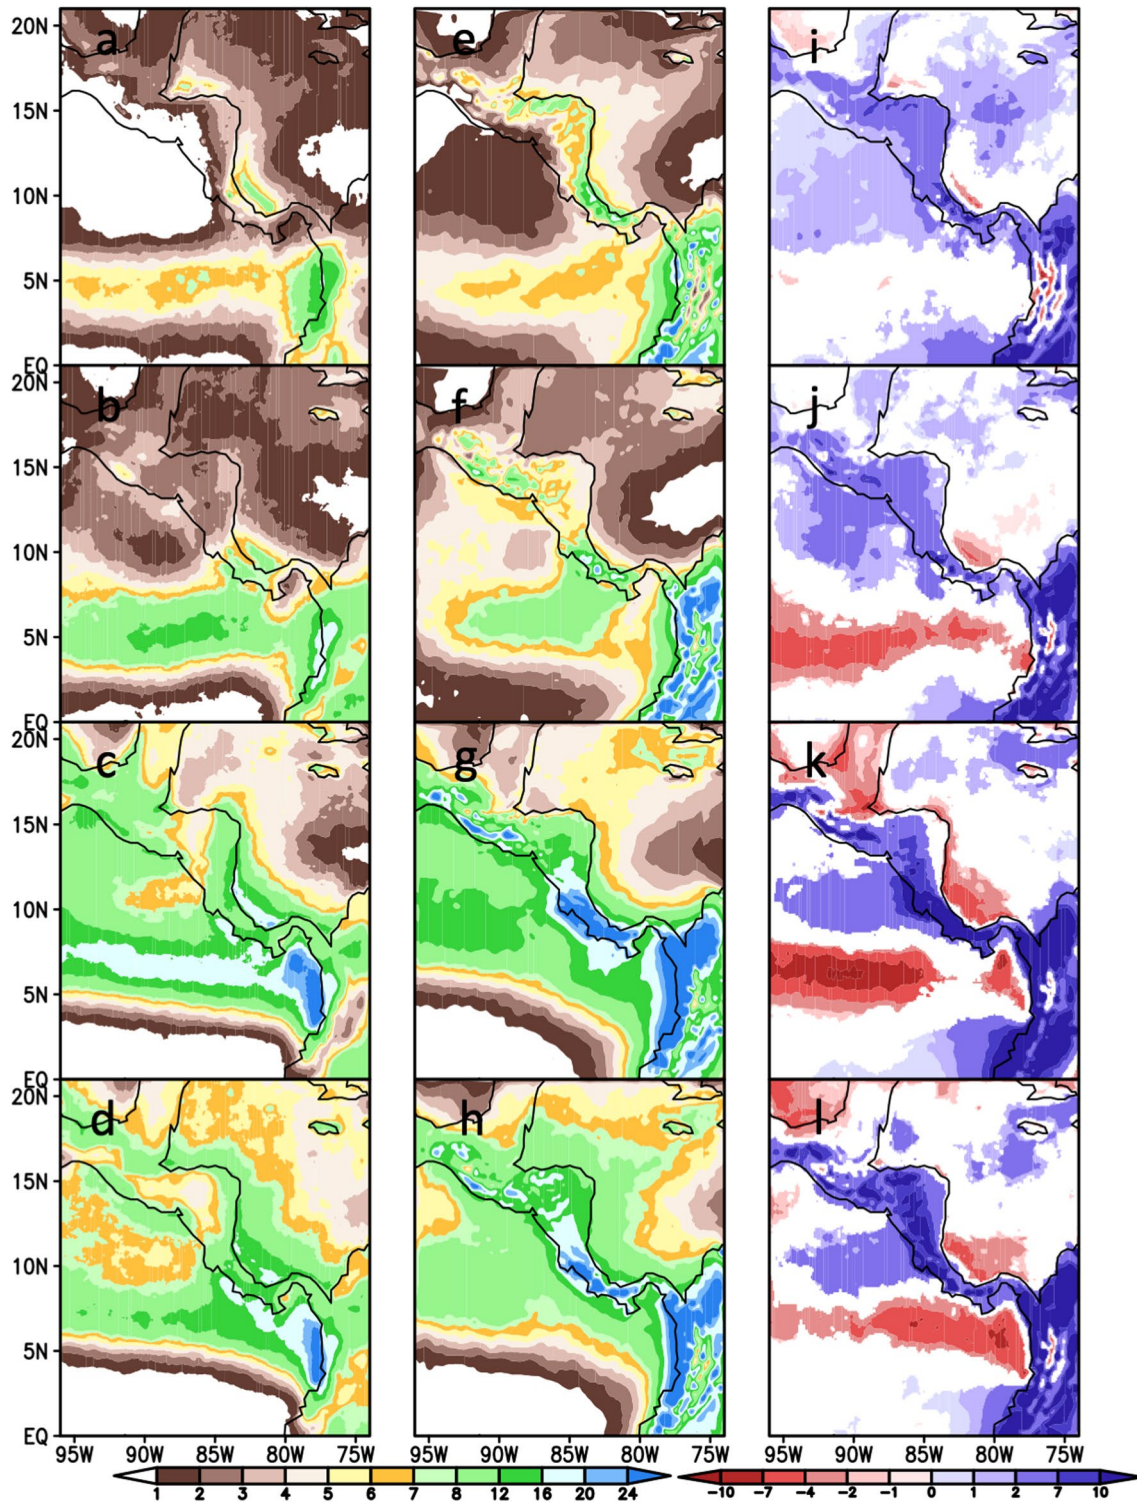 20N a e i
15N
10N
5N
EQ
20N b f j
15N
10N
5N
EQ
20N c g k
15N
10N
5N
EQ
20N d h l
15N
10N
5N
EQ
95W 90W 85W 80W 75W 95W 90W 85W 80W 75W 95W 90W 85W 80W 75W
1 2 3 4 5 6 7 8 12 16 20 24 -10 -7 -4 -2 -1 0 1 2 7 10